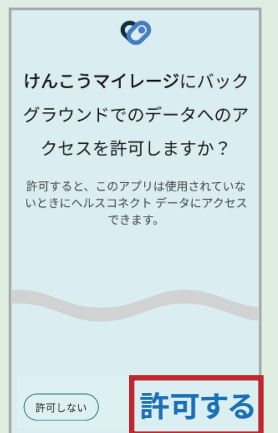 けんこうマイレージにバック
グラウンドでのデータへのア
クセスを許可しますか？
許可すると、このアプリは使用されていな
いときにヘルスコネクト データにアクセス
できます。
許可しない
許可する